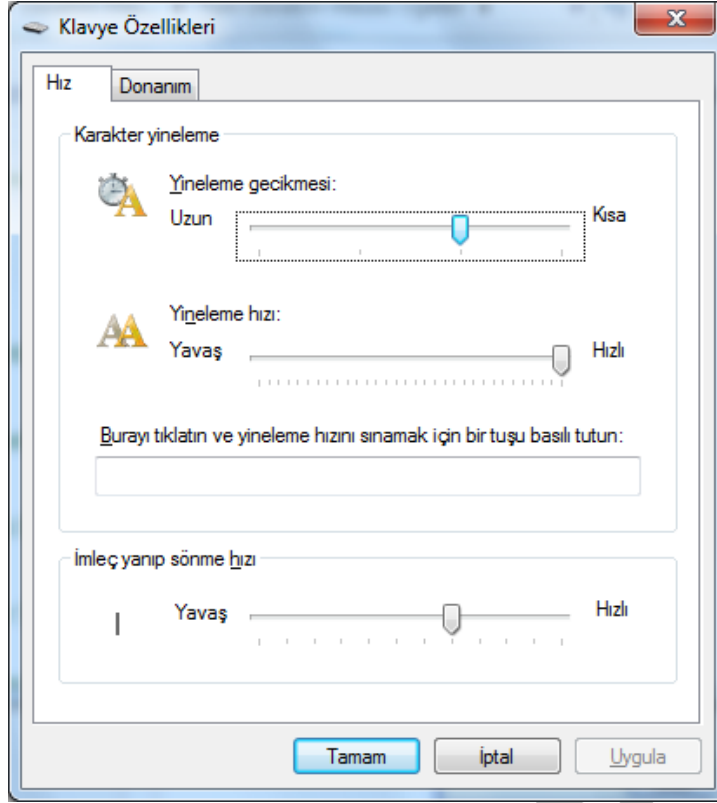 Klavye Özellikleri
Hız
Donanım
Karakter yineleme
Yineleme gecikmesi:
Uzun
Kısa
Yineleme hızı:
Yavaş
Hızlı
Burayı tıklatın ve yineleme hızını sınamak için bir tuşu basılı tutun:
İmleç yanıp sönme hızı
Yavaş
Hızlı
Tamam
İptal
Uygula